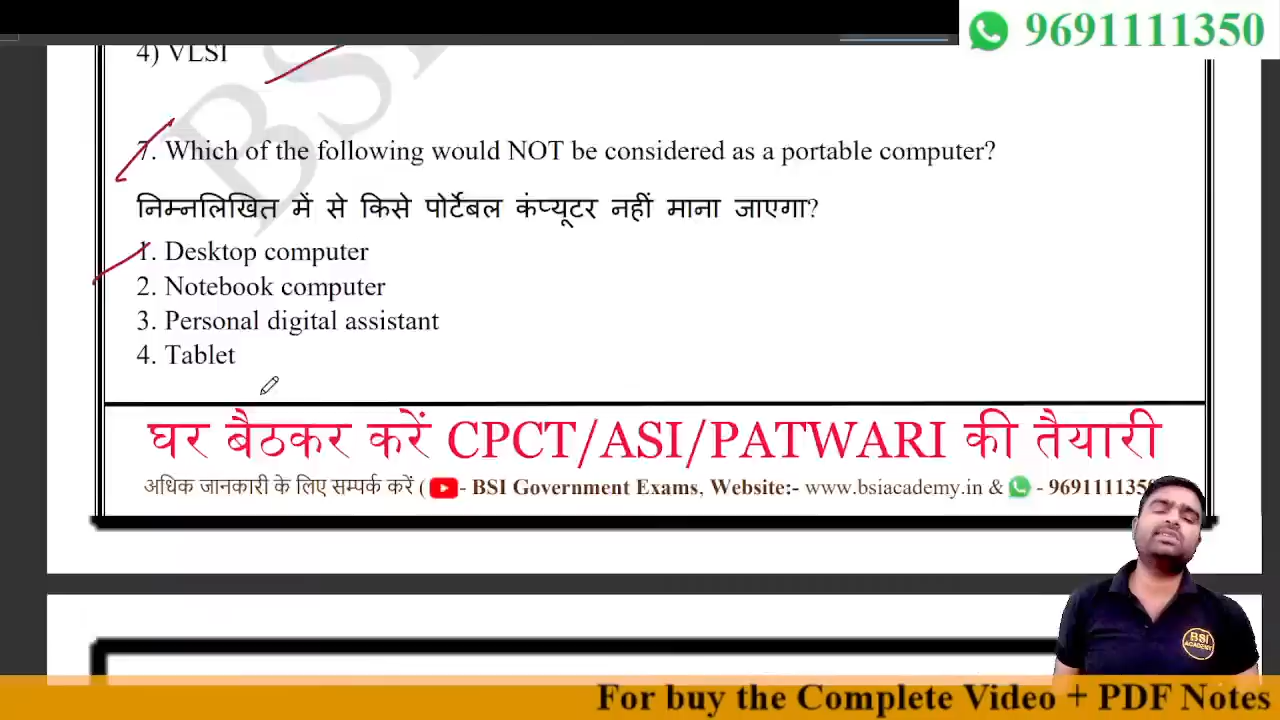 9691111350
4) VLSI
BSI
7. Which of the following would NOT be considered as a portable computer?
निम्नलिखित में से किसे पोर्टेबल कंप्यूटर नहीं माना जाएगा?
1. Desktop computer
2. Notebook computer
3. Personal digital assistant
4. Tablet
घर बैठकर करें CPCT/ASI/PATWARI की तैयारी
अधिक जानकारी के लिए सम्पर्क करें ( - BSI Government Exams, Website:- www.bsiacademy.in & - 969111135
BSI
ACADEMY
For buy the Complete Video + PDF Notes